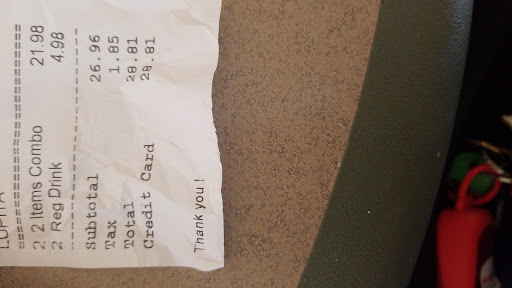 ==============================
2 2 Items Combo 21.98
2 Reg Drink 4.98
------------------------------
Subtotal 26.96
Tax 1.85
Total 28.81
Credit Card 28.81
Thank you !